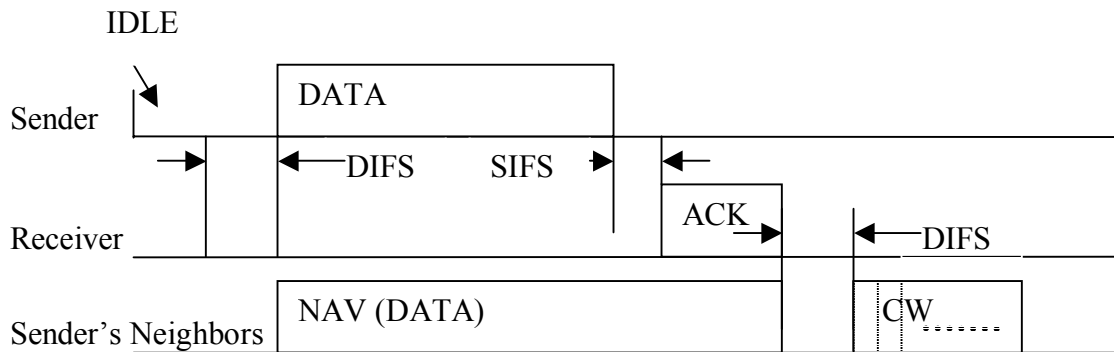 IDLE
DATA
Sender
DIFS SIFS
ACK
Receiver DIFS
NAV (DATA) CW
Sender’s Neighbors